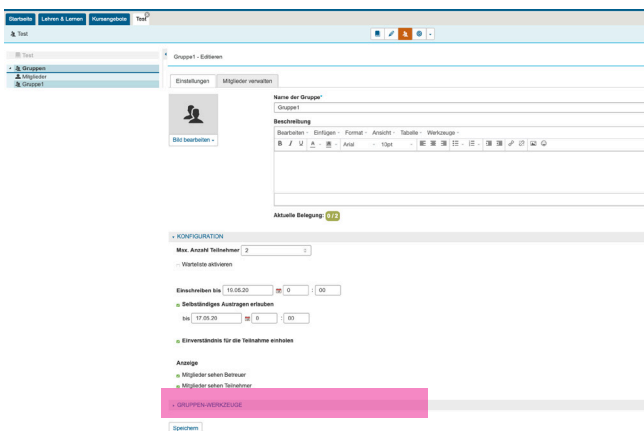 Startseite Lehren & Lernen Kursangebote Test
Test
Test
Gruppen
Mitglieder
Gruppe1
Gruppe1 - Editieren
Einstellungen Mitglieder verwalten
Name der Gruppe*
Gruppe1
Beschreibung
Bild bearbeiten
Bearbeiten Einfügen Format Ansicht Tabelle Werkzeuge
B I U A Arial 10pt
Aktuelle Belegung: 0 / 2
KONFIGURATION
Max. Anzahl Teilnehmer 2
Warteliste aktivieren
Einschreiben bis 10.05.20 0 : 00
Selbständiges Austragen erlauben
bis 17.05.20 0 : 00
Einverständnis für die Teilnahme einholen
Anzeige
Mitglieder sehen Betreuer
Mitglieder sehen Teilnehmer
GRUPPEN-WERKZEUGE
Speichern